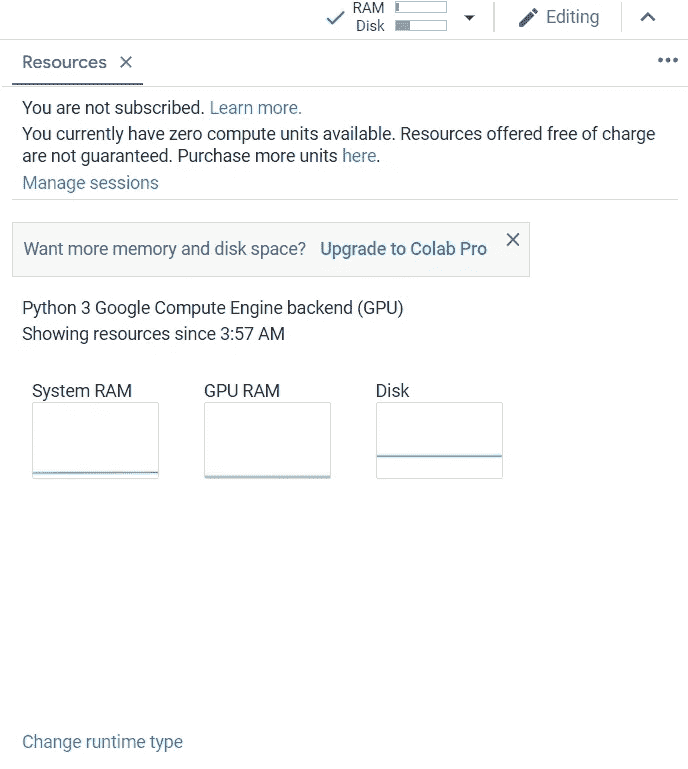 RAM
Disk
Editing
Resources
You are not subscribed. Learn more.
You currently have zero compute units available. Resources offered free of charge
are not guaranteed. Purchase more units here.
Manage sessions
Want more memory and disk space? Upgrade to Colab Pro
Python 3 Google Compute Engine backend (GPU)
Showing resources since 3:57 AM
System RAM GPU RAM Disk
Change runtime type